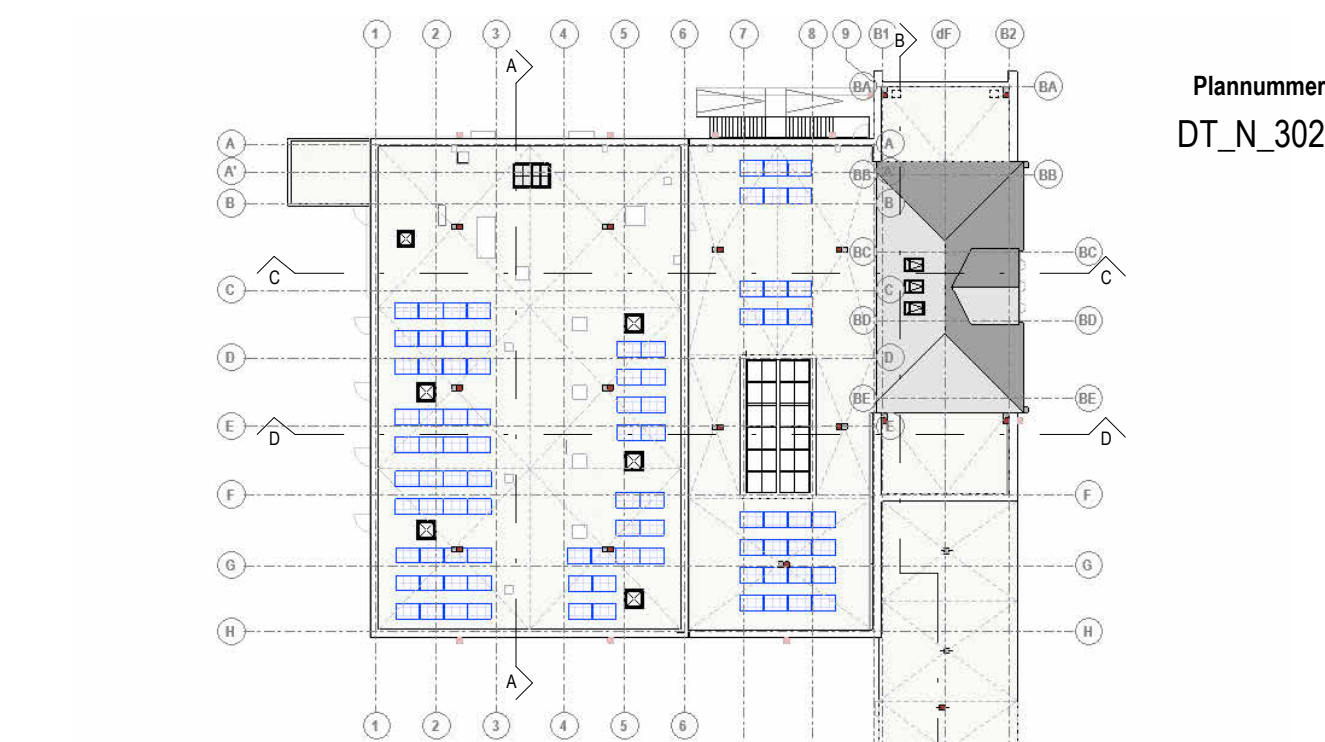 1 2 3 4 5 6 7 8 9 B1 B dF B2
A
BA BA
Plannummer
DT_N_302
A A
A' A'
BB BB
B B
BC BC
C C
C C
BD BD
D D
BE BE
E E
D D
F F
G G
H H
A
1 2 3 4 5 6